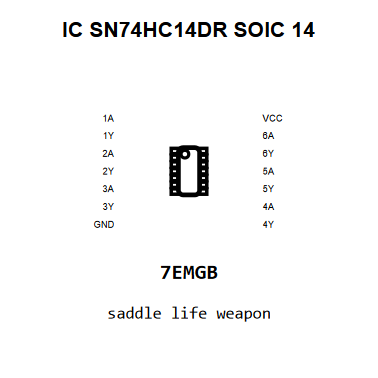 IC SN74HC14DR SOIC 14
1A VCC
1Y 6A
2A 6Y
2Y 5A
3A 5Y
3Y 4A
GND 4Y
7EMGB
saddle life weapon